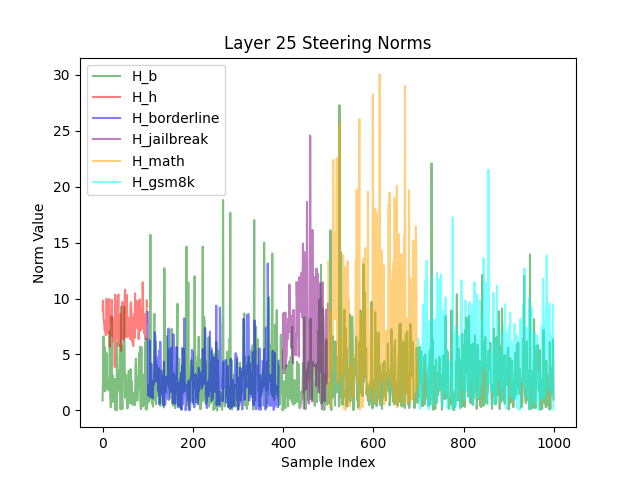 Layer 25 Steering Norms
H_b
H_h
H_borderline
H_jailbreak
H_math
H_gsm8k
Norm Value
30
25
20
15
10
5
0
0 200 400 600 800 1000
Sample Index